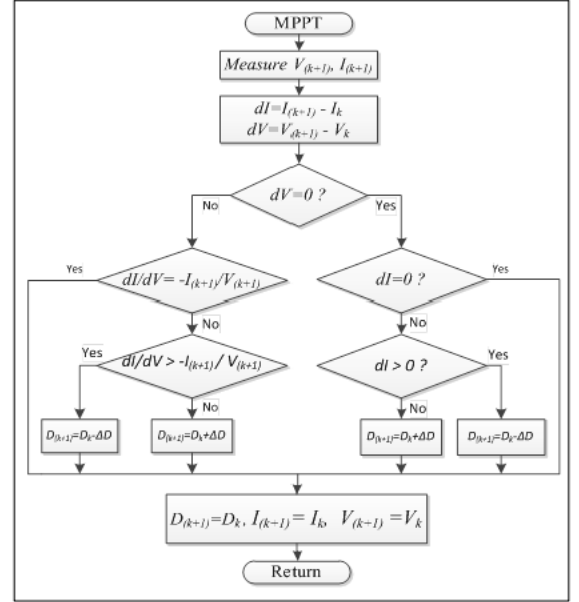 MPPT
Measure V(k+1), I(k+1)
dI=I(k+1) - Ik
dV=V(k+1) - Vk
dV=0 ?
No
Yes
Yes
dI/dV= -I(k+1)/V(k+1)
dI=0 ?
Yes
No
No
Yes
dI/dV > -I(k+1)/ V(k+1)
dI > 0 ?
Yes
No
No
D(k+1)=Dk-ΔD
D(k+1)=Dk+ΔD
D(k+1)=Dk+ΔD
D(k+1)=Dk-ΔD
D(k+1)=Dk, I(k+1)= Ik, V(k+1) =Vk
Return